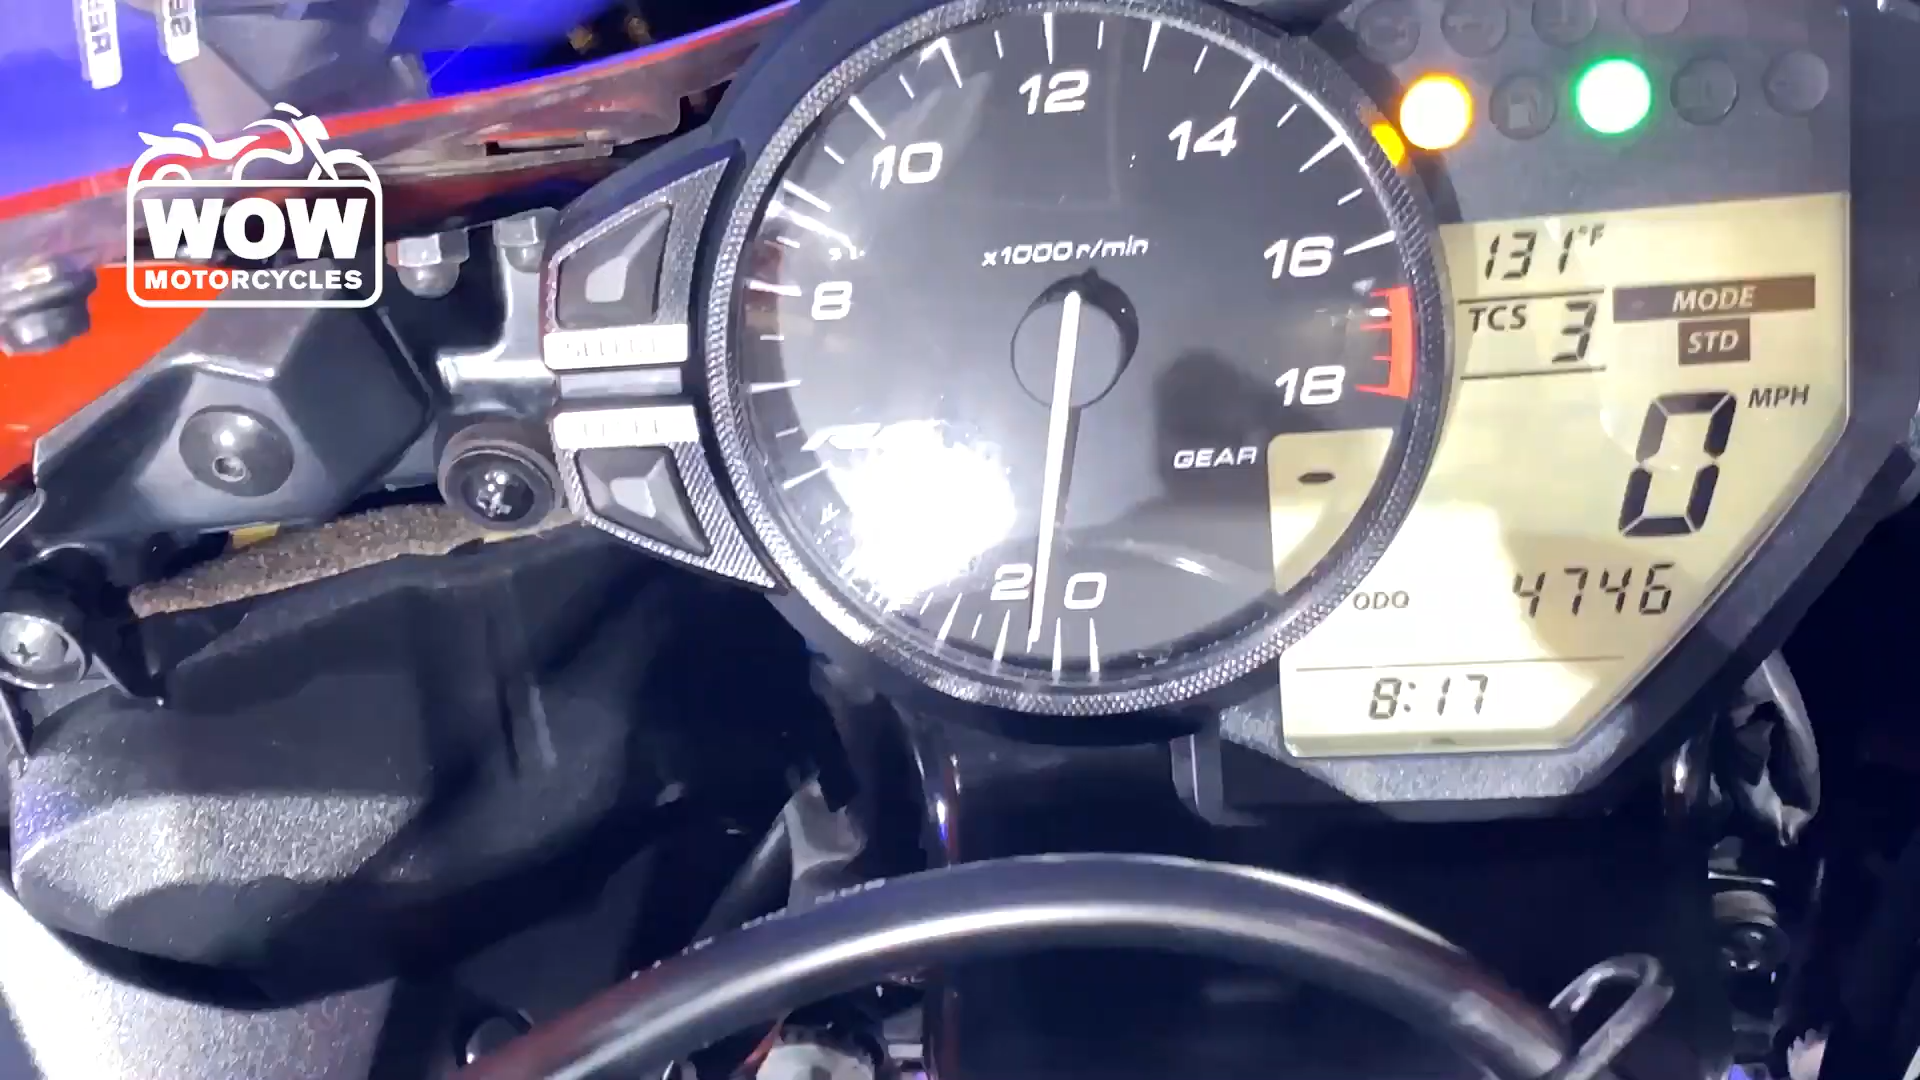 WOW
MOTORCYCLES
12
10
14
x1000 r/min
16
8
18
GEAR
-
2
0
131°F
TCS 3
MODE
STD
0 MPH
ODO 4746
8:17